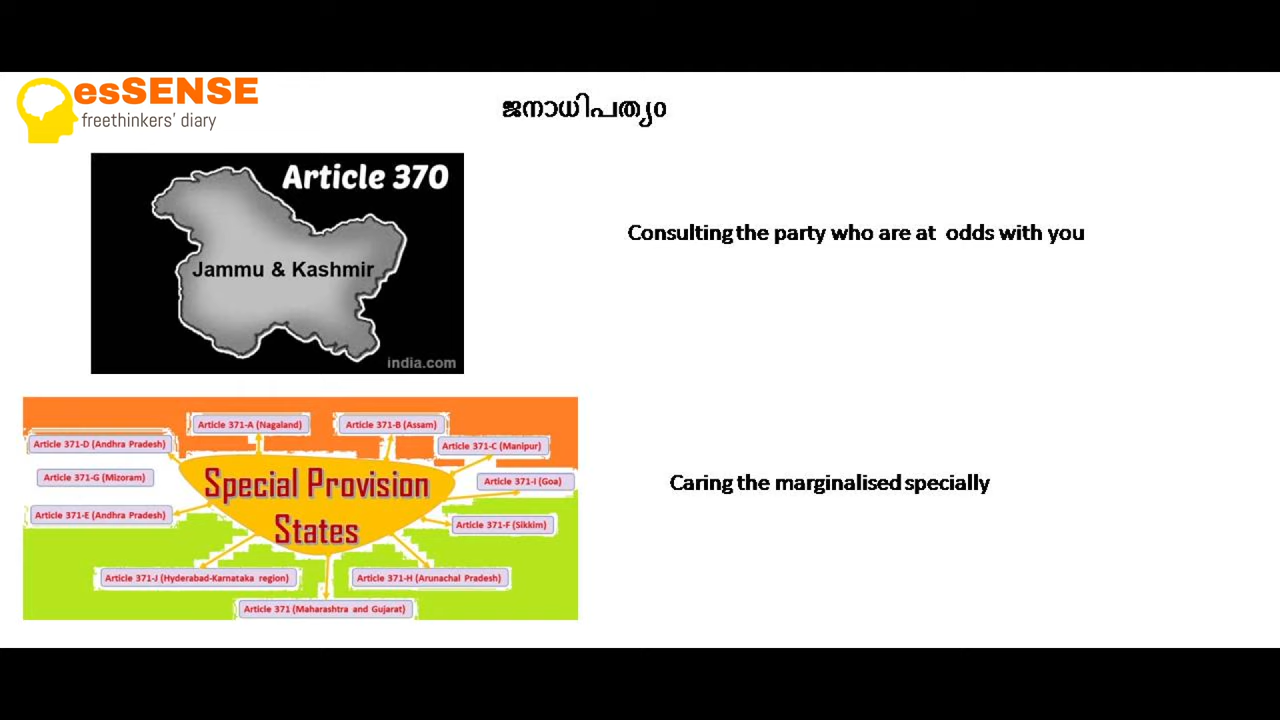 esSENSE
freethinkers' diary
ജനാധിപത്യം
Article 370
Jammu & Kashmir
india.com
Consulting the party who are at odds with you
Article 371-A (Nagaland)
Article 371-B (Assam)
Article 371-D (Andhra Pradesh)
Article 371-C (Manipur)
Article 371-G (Mizoram)
Article 371-I (Goa)
Special Provision
States
Article 371-E (Andhra Pradesh)
Article 371-F (Sikkim)
Article 371-J (Hyderabad-Karnataka region)
Article 371-H (Arunachal Pradesh)
Article 371 (Maharashtra and Gujarat)
Caring the marginalised specially